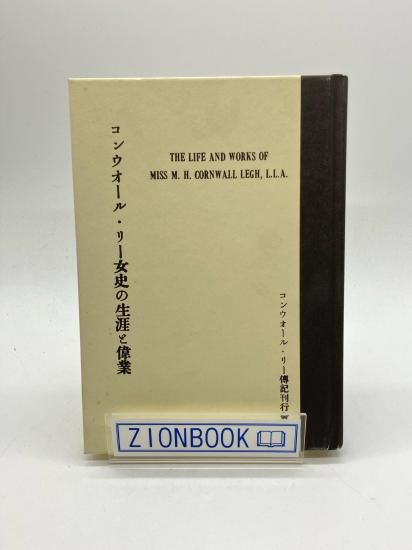 THE LIFE AND WORKS OF
MISS M. H. CORNWALL LEGH, L.L.A.
コンウオール・リー女史の生涯と偉業
コンウオール・リー傳記刊行
ZIONBOOK